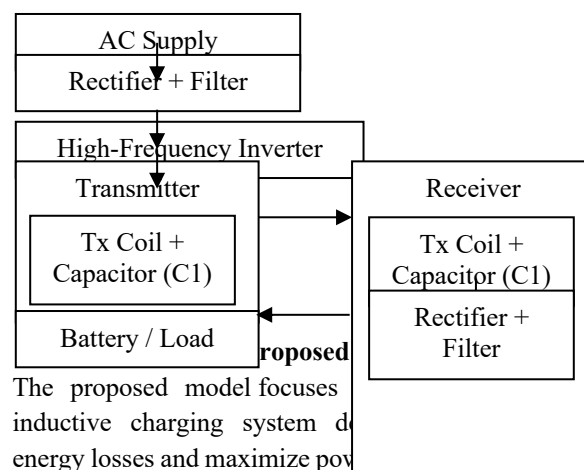 AC Supply
Rectifier + Filter
High-Frequency Inverter
Transmitter
Tx Coil +
Capacitor (C1)
Battery / Load
Receiver
Tx Coil +
Capacitor (C1)
Rectifier +
Filter
roposed
The proposed model focuses
inductive charging system
energy losses and maximize